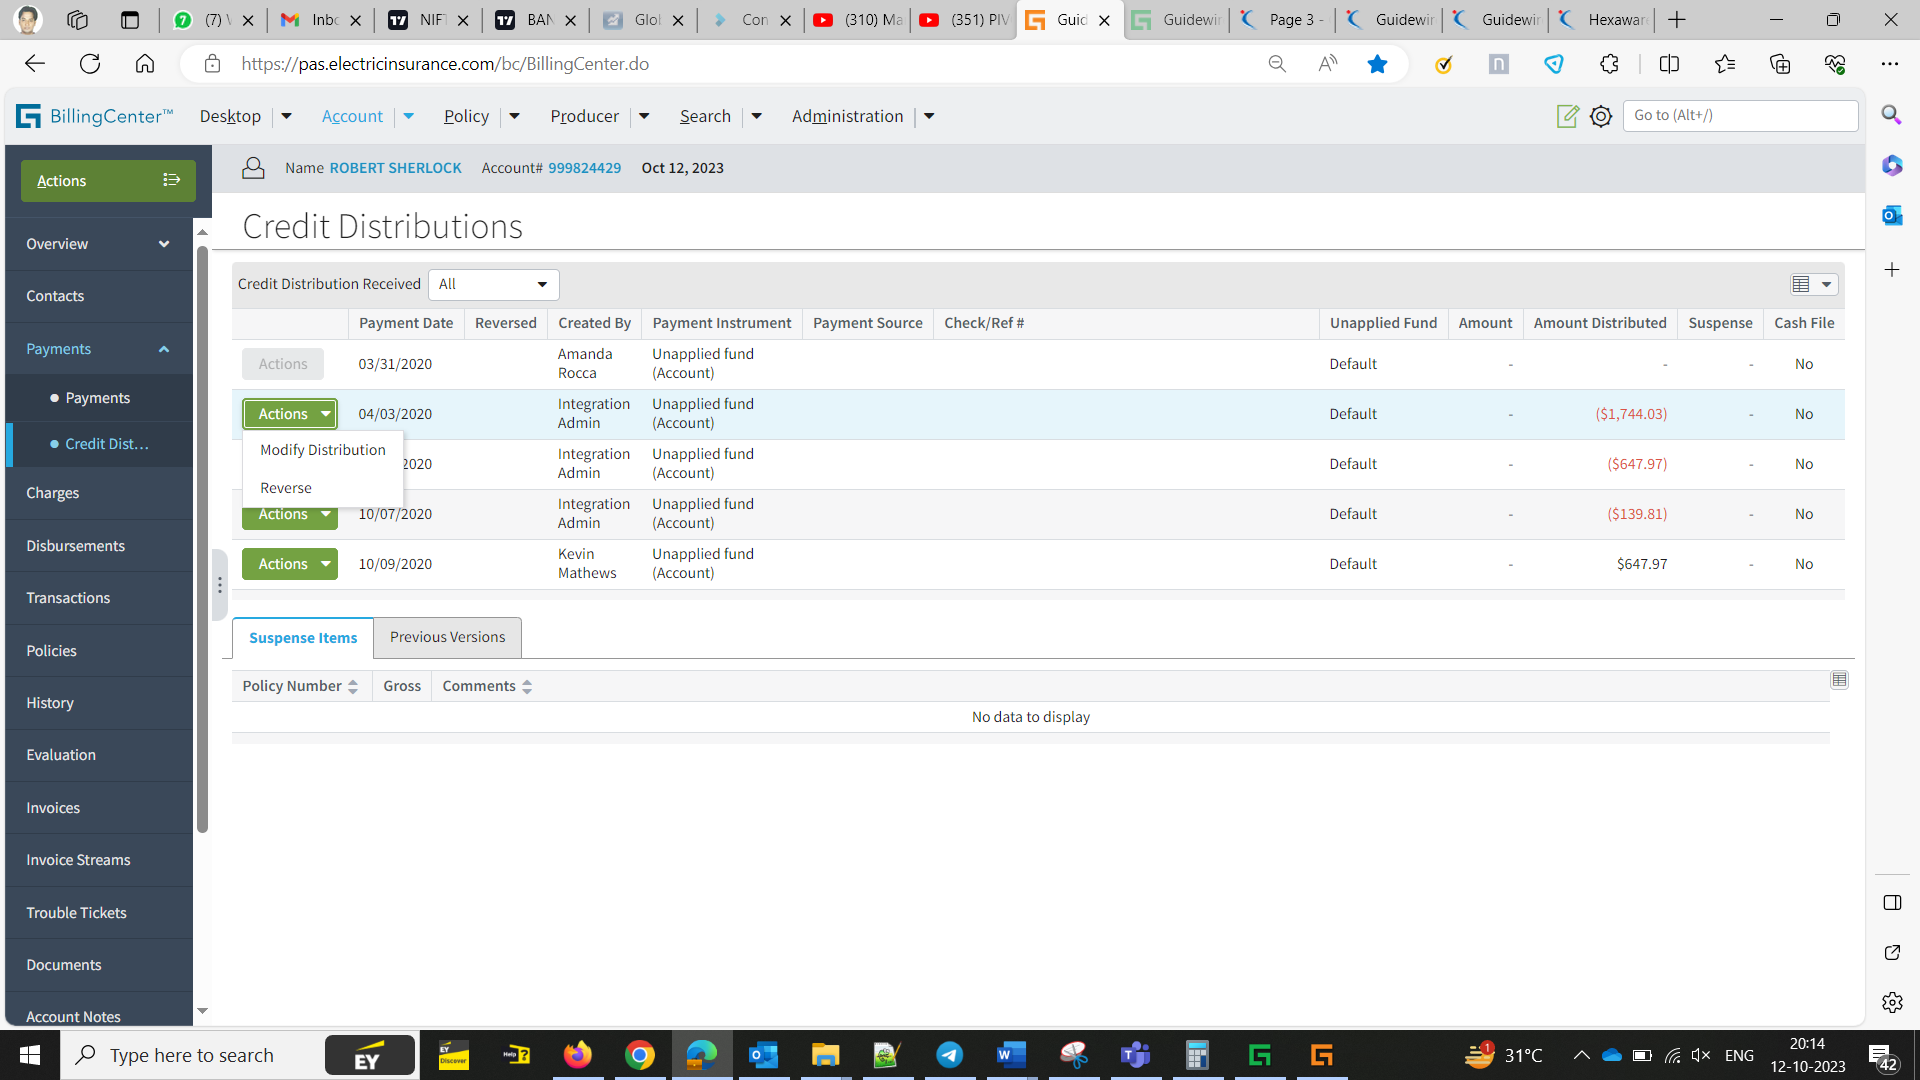 (7) W
Inbo
NIFT
BAN
Glob
Con
(310) Ma
(351) PIV
Guid
Guidewir
Page 3 -
Guidewir
Guidewir
Hexawar
https://pas.electricinsurance.com/bc/BillingCenter.do
BillingCenter™
Desktop
Account
Policy
Producer
Search
Administration
Go to (Alt+/)
Actions
Name ROBERT SHERLOCK Account# 999824429 Oct 12, 2023
Overview
Contacts
Payments
Payments
Credit Dist...
Charges
Disbursements
Transactions
Policies
History
Evaluation
Invoices
Invoice Streams
Trouble Tickets
Documents
Account Notes
Credit Distributions
Credit Distribution Received All
Payment Date Reversed Created By Payment Instrument Payment Source Check/Ref # Unapplied Fund Amount Amount Distributed Suspense Cash File
Actions 03/31/2020 Amanda Rocca Unapplied fund (Account) Default - - - No
Actions 04/03/2020 Integration Admin Unapplied fund (Account) Default - ($1,744.03) - No
Modify Distribution
Reverse
2020 Integration Admin Unapplied fund (Account) Default - ($647.97) - No
Actions 10/07/2020 Integration Admin Unapplied fund (Account) Default - ($139.81) - No
Actions 10/09/2020 Kevin Mathews Unapplied fund (Account) Default - $647.97 - No
Suspense Items Previous Versions
Policy Number Gross Comments
No data to display
Type here to search
EY
EY Discover
Help ?
1
31°C
ENG
20:14
12-10-2023
42